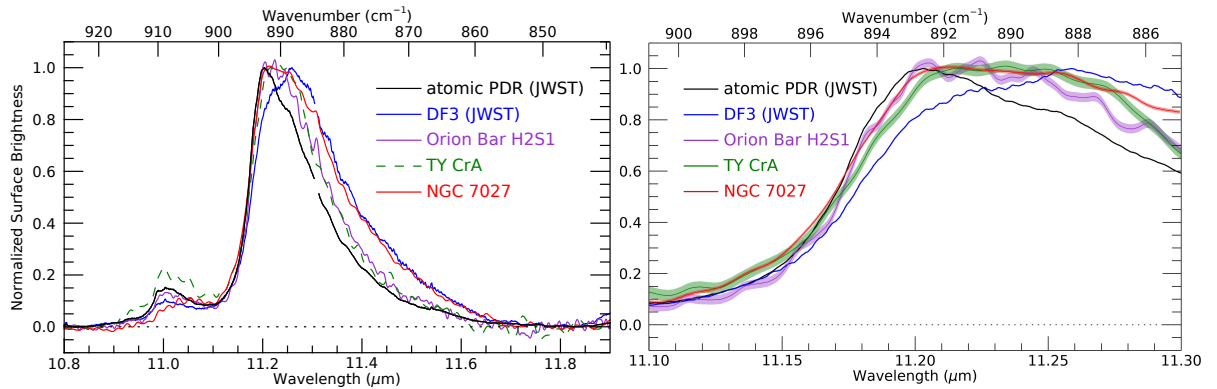 Wavenumber (cm⁻¹)
920 910 900 890 880 870 860 850
Normalized Surface Brightness
1.0
0.8
0.6
0.4
0.2
0.0
atomic PDR (JWST)
DF3 (JWST)
Orion Bar H2S1
TY CrA
NGC 7027
10.8 11.0 11.2 11.4 11.6 11.8
Wavelength (μm)
Wavenumber (cm⁻¹)
900 898 896 894 892 890 888 886
1.0
0.8
0.6
0.4
0.2
0.0
atomic PDR (JWST)
DF3 (JWST)
Orion Bar H2S1
TY CrA
NGC 7027
11.10 11.15 11.20 11.25 11.30
Wavelength (μm)